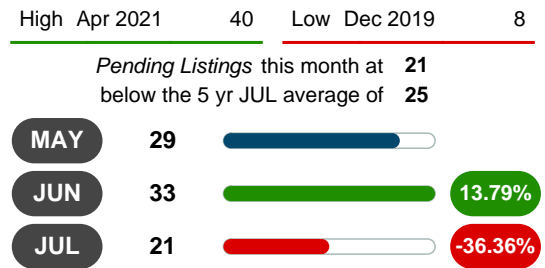 High Apr 2021 40 Low Dec 2019 8
Pending Listings this month at 21
below the 5 yr JUL average of 25
MAY 29
JUN 33 13.79%
JUL 21 -36.36%